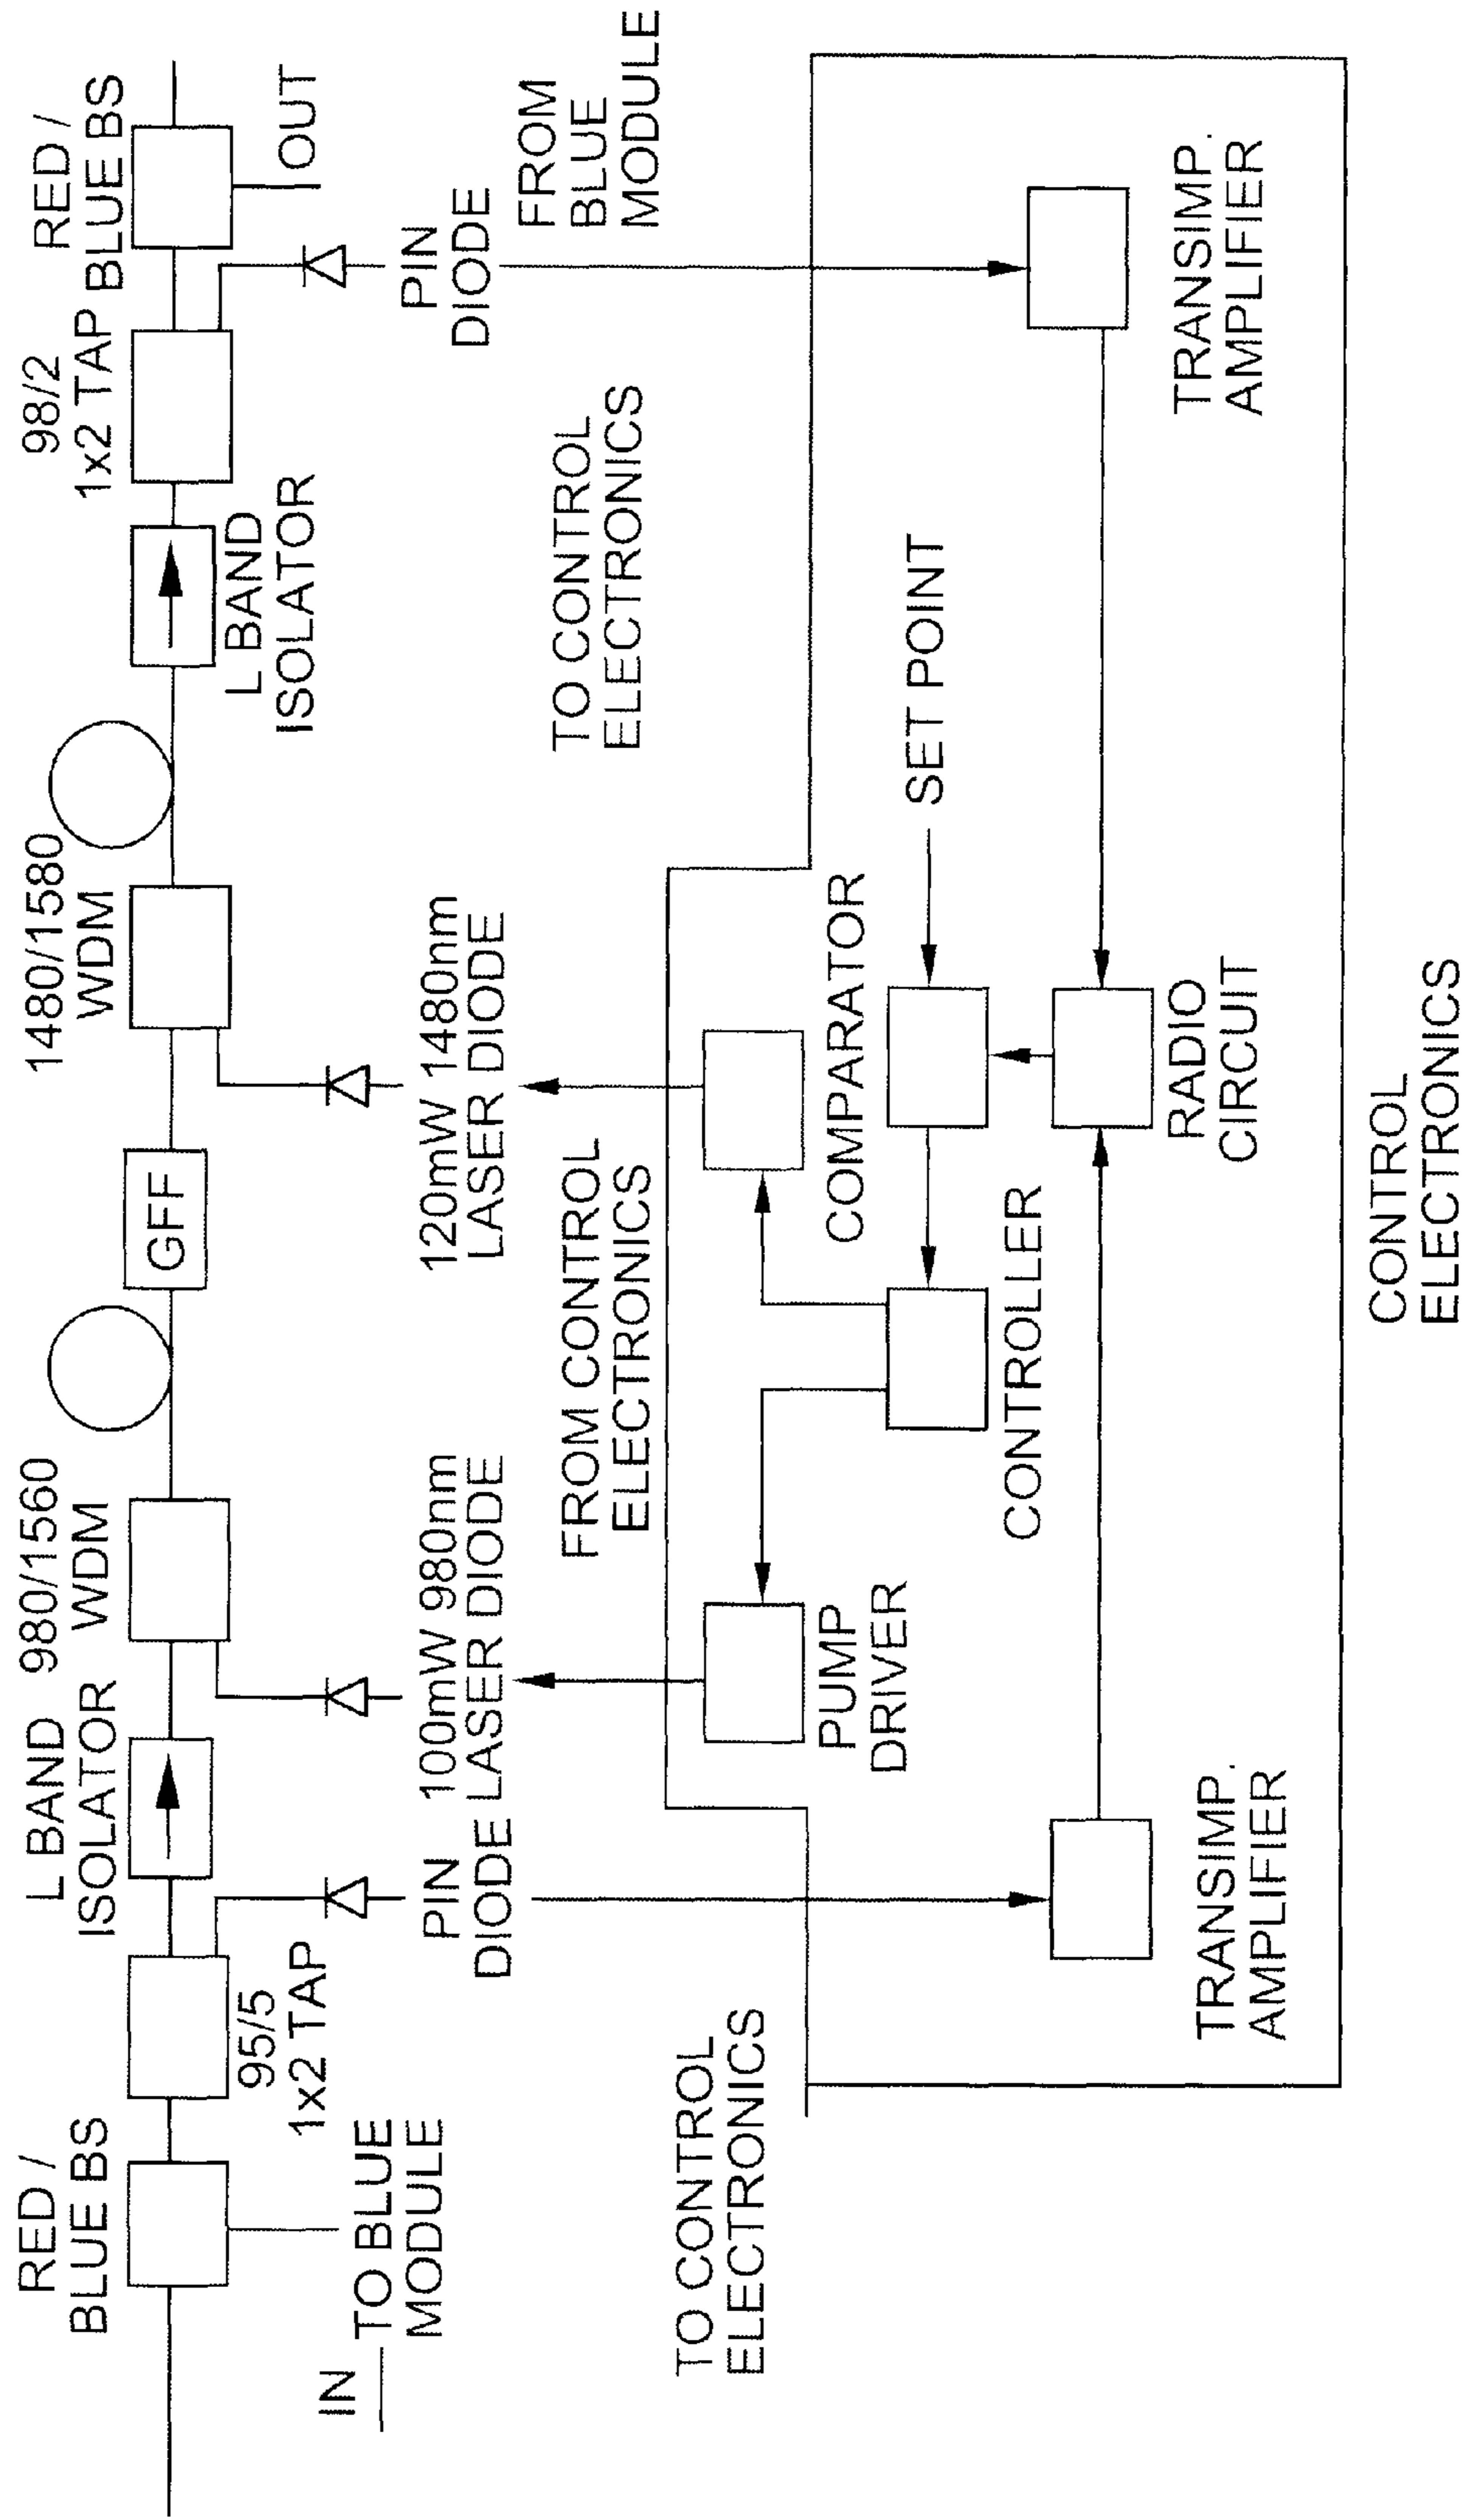 RED /
BLUE BS
IN
TO BLUE
MODULE
95/5
1x2 TAP
L BAND
ISOLATOR
980/1560
WDM
GFF
1480/1580
WDM
L BAND
ISOLATOR
98/2
1x2 TAP
RED /
BLUE BS
OUT
PIN
DIODE
100mW 980nm
LASER DIODE
120mW 1480nm
LASER DIODE
PIN
DIODE
FROM
BLUE
MODULE
TO CONTROL
ELECTRONICS
FROM CONTROL
ELECTRONICS
TO CONTROL
ELECTRONICS
PUMP
DRIVER
COMPARATOR
SET POINT
CONTROLLER
TRANSIMP.
AMPLIFIER
RADIO
CIRCUIT
TRANSIMP.
AMPLIFIER
CONTROL
ELECTRONICS